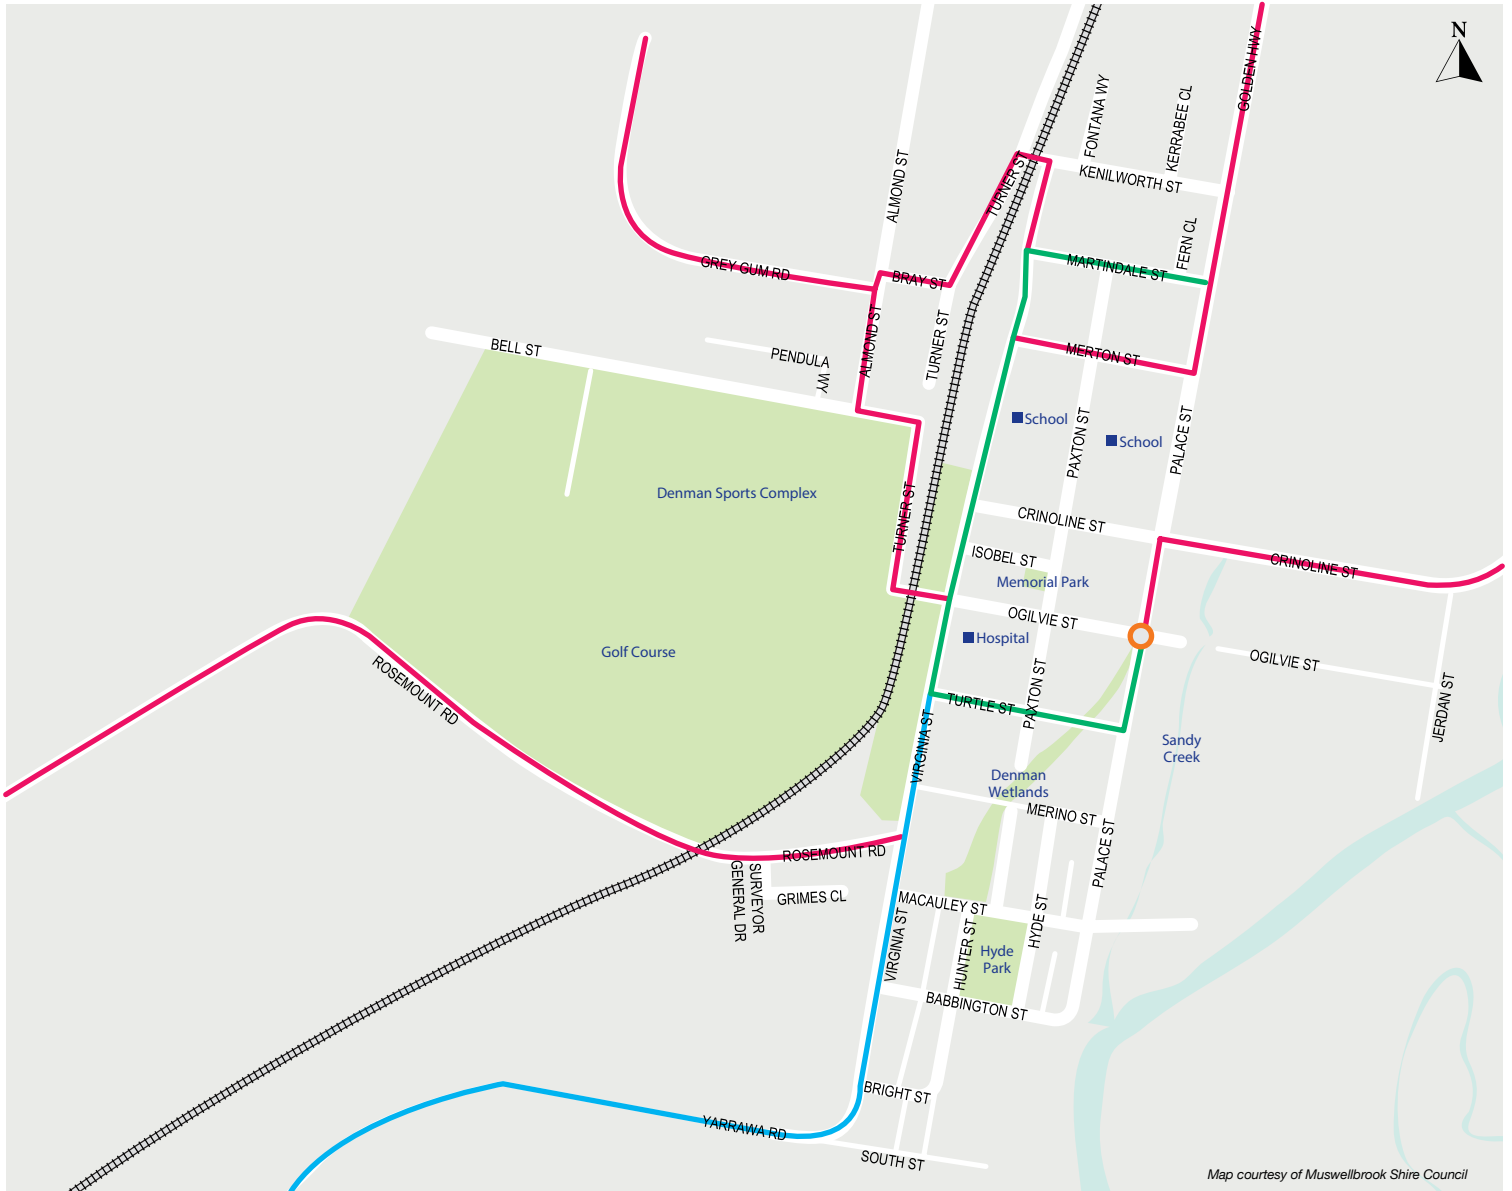 N
GOLDEN HWY
FONTANA WY
KERRABEE CL
ALMOND ST
TURNER ST
KENILWORTH ST
FERN CL
GREY GUM RD
BRAY ST
MARTINDALE ST
ALMOND ST
TURNER ST
BELL ST
PENDULA
WY
MERTON ST
School
School
PAXTON ST
PALACE ST
Denman Sports Complex
TURNER ST
CRINOLINE ST
ISOBEL ST
CRINOLINE ST
Memorial Park
OGILVIE ST
Hospital
Golf Course
OGILVIE ST
ROSEMOUNT RD
PAXTON ST
TURTLE ST
JERDAN ST
VIRGINIA ST
Sandy
Creek
Denman
Wetlands
MERINO ST
PALACE ST
ROSEMOUNT RD
SURVEYOR
GENERAL DR
GRIMES CL
MACAULEY ST
VIRGINIA ST
HUNTER ST
HYDE ST
Hyde
Park
BABBINGTON ST
BRIGHT ST
YARRAWA RD
SOUTH ST
Map courtesy of Muswellbrook Shire Council